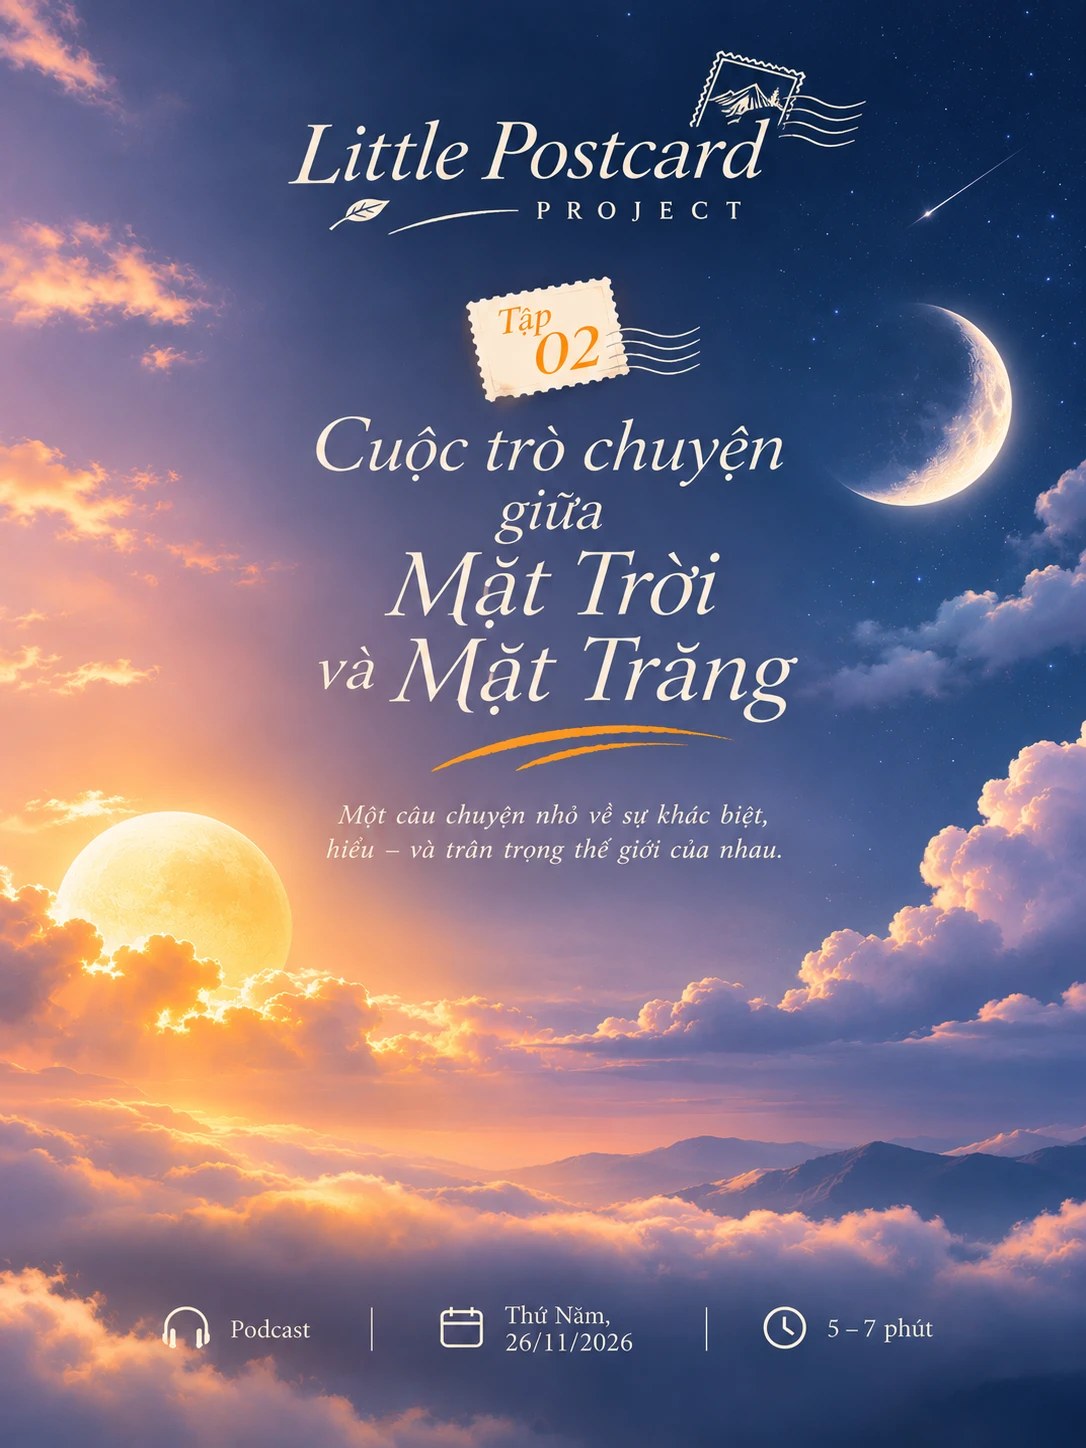 Little Postcard
PROJECT
Tập
02
Cuộc trò chuyện
giữa
Mặt Trời
và Mặt Trăng
Một câu chuyện nhỏ về sự khác biệt,
hiểu – và trân trọng thế giới của nhau.
Podcast
Thứ Năm,
26/11/2026
5 – 7 phút